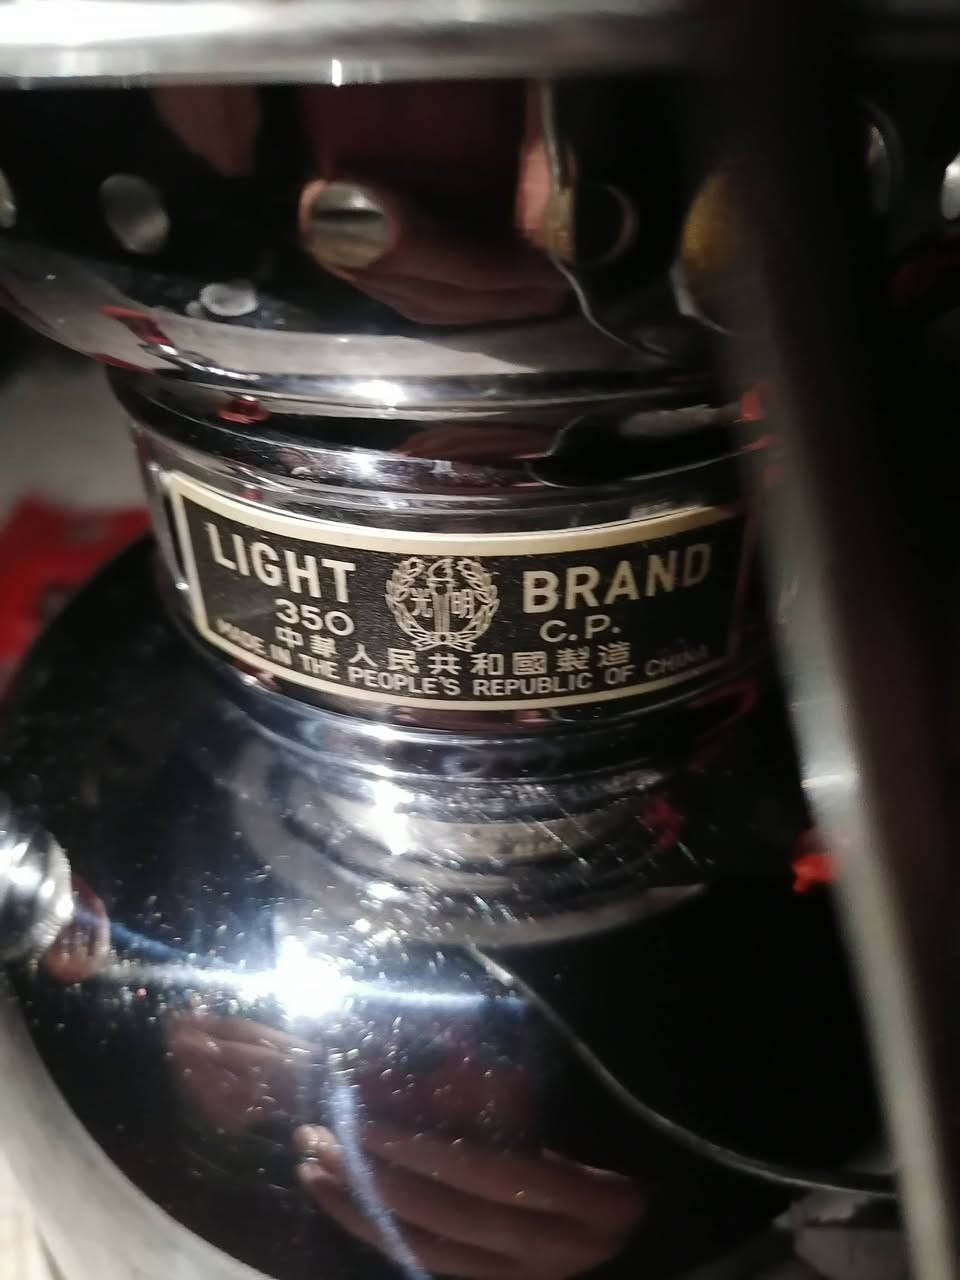 LIGHT 光明 BRAND
350 C.P.
中華人民共和國製造
MADE IN THE PEOPLE'S REPUBLIC OF CHINA